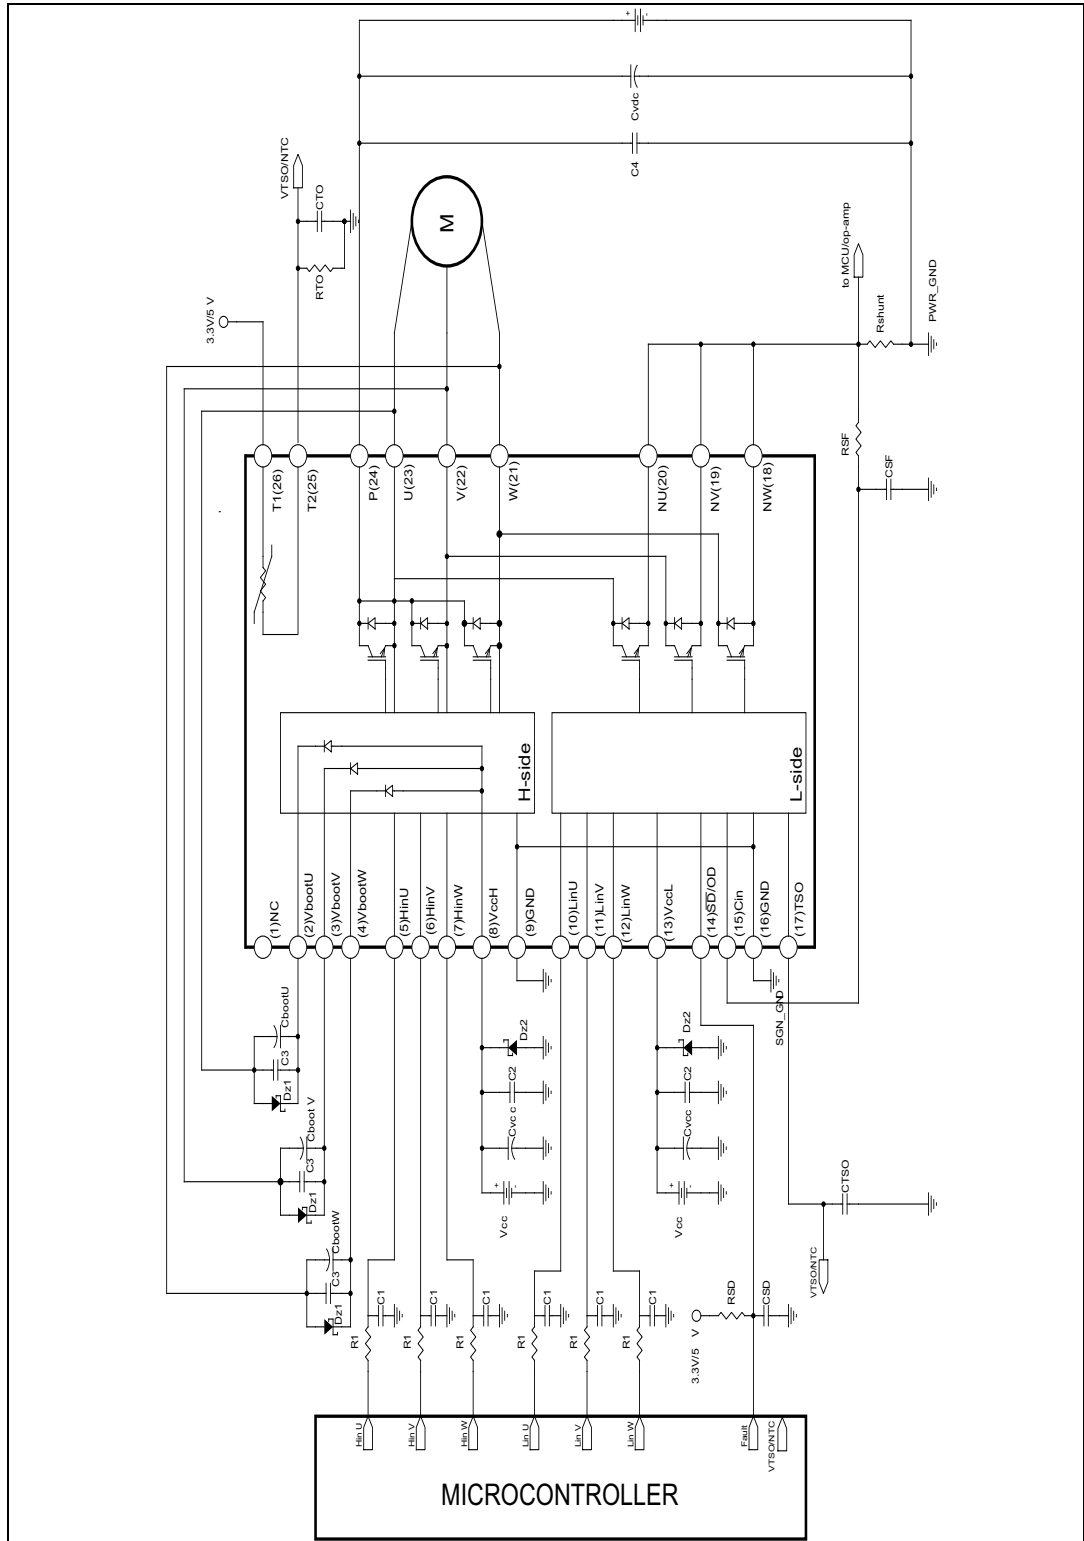 + -
Cvdc
C4
VTSO/NTC
CTO
RTO
3.3V/5 V
M
to MCU/op-amp
Rshunt
PWR_GND
RSF
CSF
T1(26)
T2(25)
P(24)
U(23)
V(22)
W(21)
NU(20)
NV(19)
NW(18)
H-side
L-side
(1)NC
(2)VbootU
(3)VbootV
(4)VbootW
(5)HinU
(6)HinV
(7)HinW
(8)VccH
(9)GND
(10)LinU
(11)LinV
(12)LinW
(13)VccL
(14)SD/OD
(15)Cin
(16)GND
(17)TSO
SGN_GND
CbootU
C3
Dz1
Cboot V
C3
Dz1
CbootW
C3
Dz1
Dz2
C2
Cvc c
+ -
Vcc
Dz2
C2
Cvcc
+ -
Vcc
CTSO
VTSO/NTC
R1
C1
R1
C1
R1
C1
R1
C1
R1
C1
R1
C1
3.3V/5 V
RSD
CSD
Hin U
Hin V
Hin W
Lin U
Lin V
Lin W
Fault
VTSO/NTC
MICROCONTROLLER